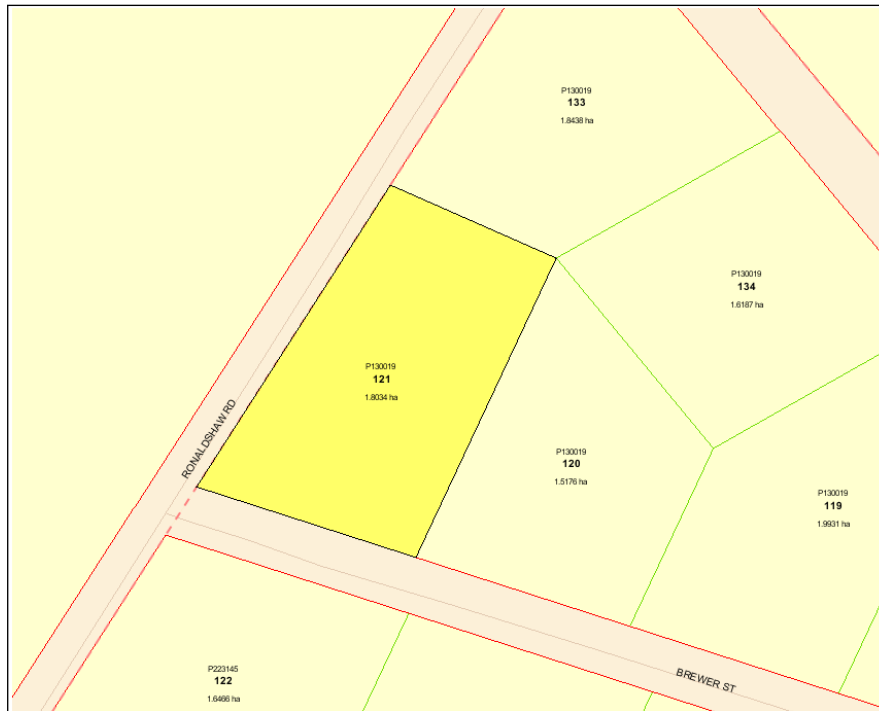 P130019
133
1.8438 ha
P130019
134
1.6187 ha
P130019
121
1.8034 ha
RONALDSHAW RD
P130019
120
1.5176 ha
P130019
119
1.9931 ha
P223145
122
1.6466 ha
BREWER ST